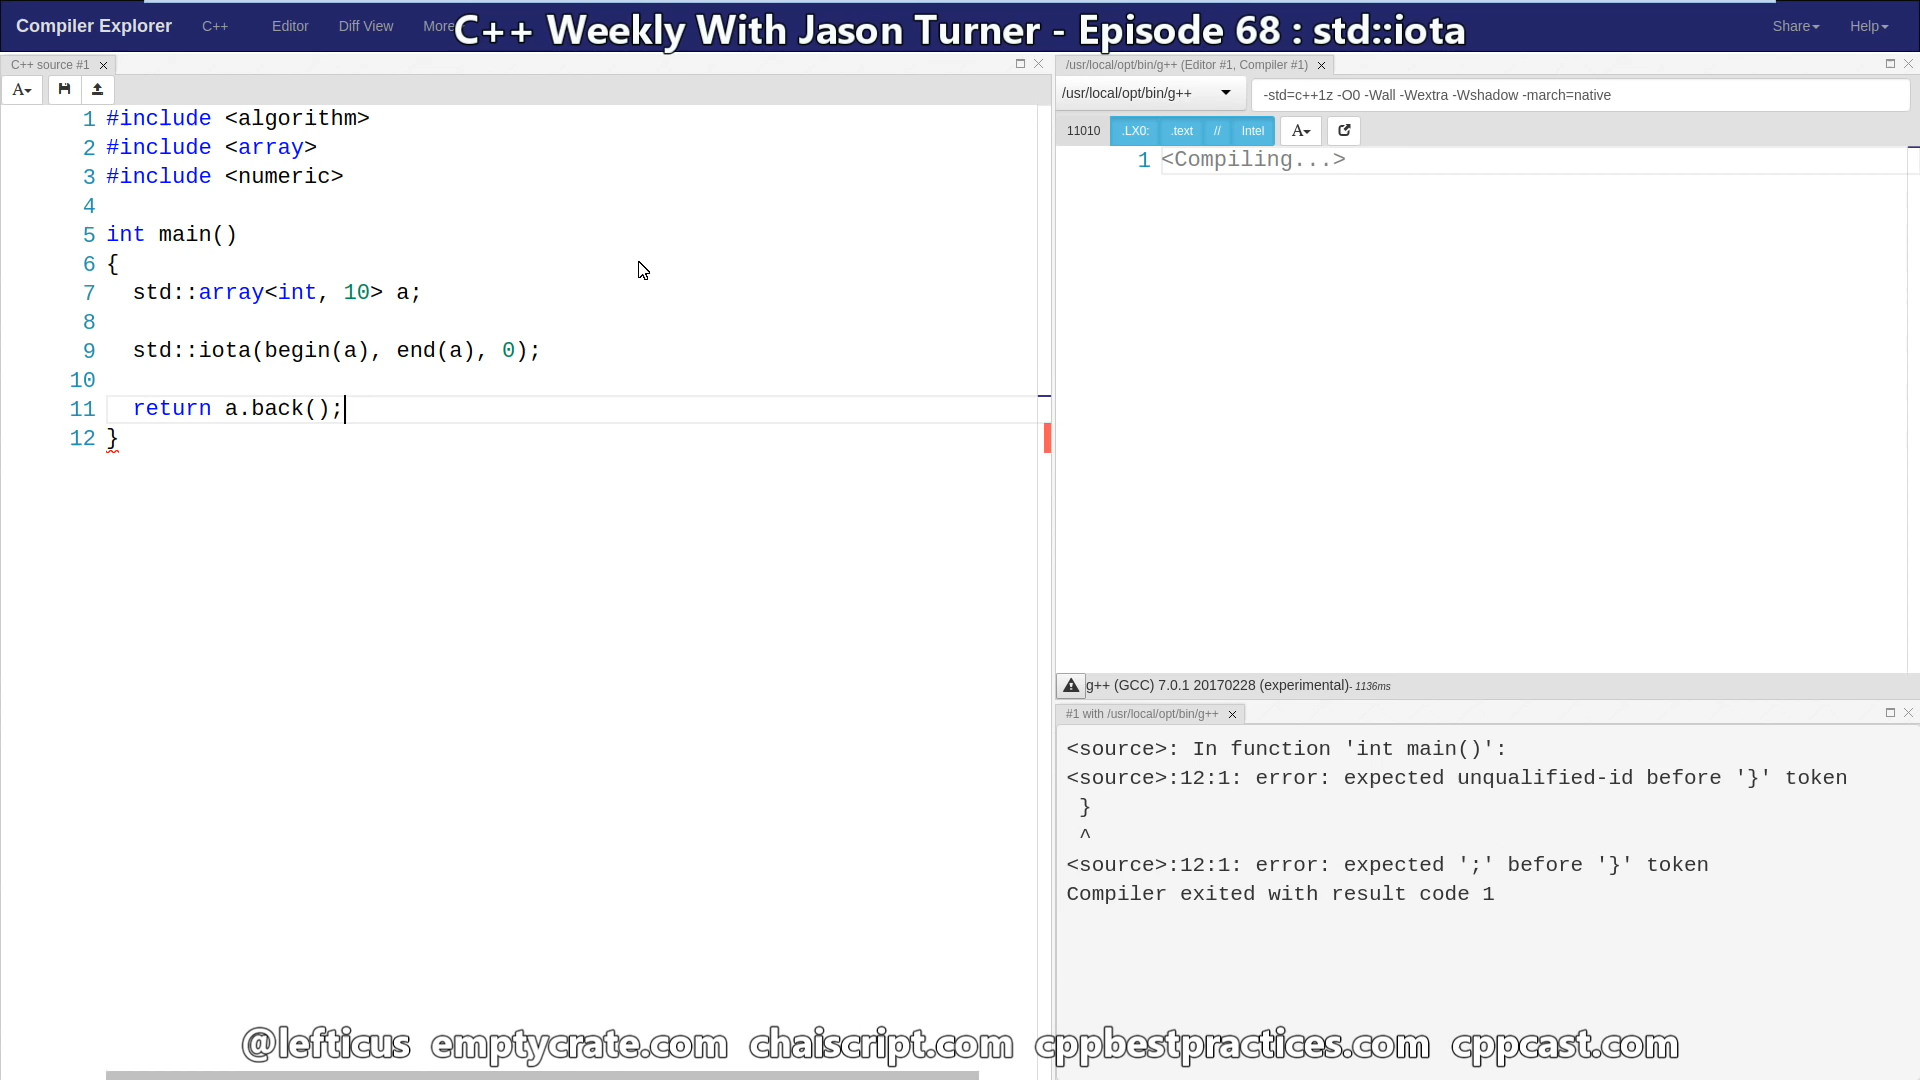 Compiler Explorer C++ Editor Diff View More C++ Weekly With Jason Turner - Episode 68 : std::iota Share Help
C++ source #1
A
1 #include <algorithm>
2 #include <array>
3 #include <numeric>
4
5 int main()
6 {
7 std::array<int, 10> a;
8
9 std::iota(begin(a), end(a), 0);
10
11 return a.back();
12 }
/usr/local/opt/bin/g++ (Editor #1, Compiler #1)
/usr/local/opt/bin/g++ -std=c++1z -O0 -Wall -Wextra -Wshadow -march=native
11010 .LX0: .text // Intel A
1 <Compiling...>
g++ (GCC) 7.0.1 20170228 (experimental)- 1136ms
#1 with /usr/local/opt/bin/g++
<source>: In function 'int main()':
<source>:12:1: error: expected unqualified-id before '}' token
}
^
<source>:12:1: error: expected ';' before '}' token
Compiler exited with result code 1
@lefticus emptycrate.com chaiscript.com cppbestpractices.com cppcast.com